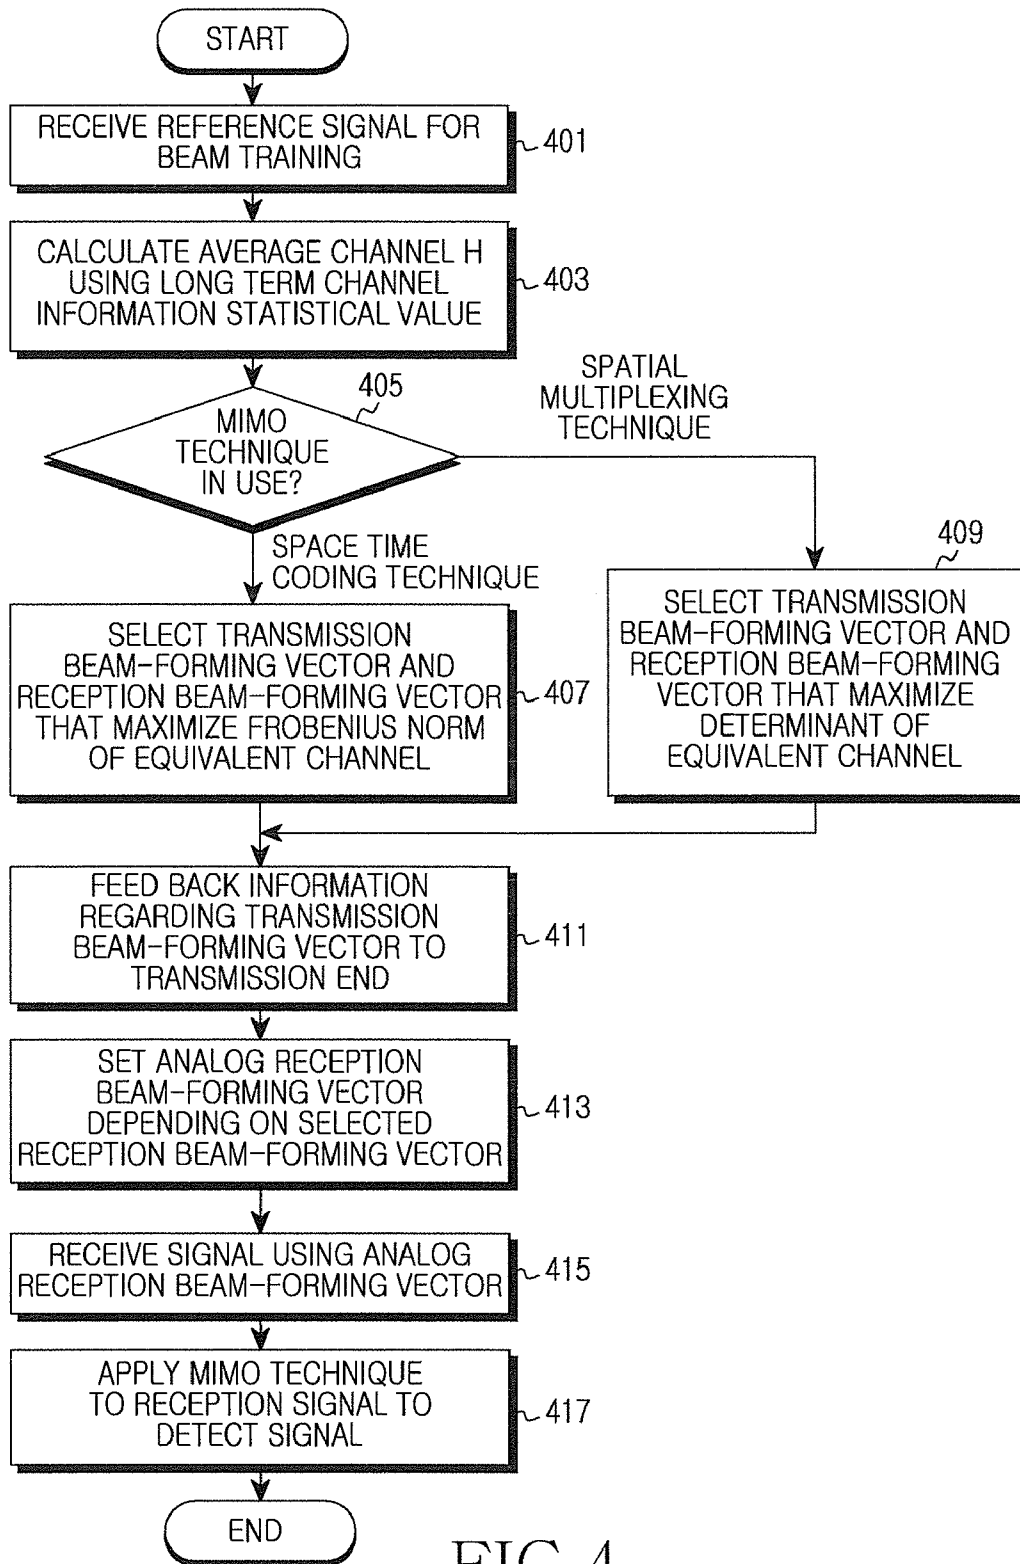 START
RECEIVE REFERENCE SIGNAL FOR
BEAM TRAINING
401
CALCULATE AVERAGE CHANNEL H
USING LONG TERM CHANNEL
INFORMATION STATISTICAL VALUE
403
405
MIMO
TECHNIQUE
IN USE?
SPATIAL
MULTIPLEXING
TECHNIQUE
SPACE TIME
CODING TECHNIQUE
SELECT TRANSMISSION
BEAM-FORMING VECTOR AND
RECEPTION BEAM-FORMING VECTOR
THAT MAXIMIZE FROBENIUS NORM
OF EQUIVALENT CHANNEL
407
409
SELECT TRANSMISSION
BEAM-FORMING VECTOR AND
RECEPTION BEAM-FORMING
VECTOR THAT MAXIMIZE
DETERMINANT OF
EQUIVALENT CHANNEL
FEED BACK INFORMATION
REGARDING TRANSMISSION
BEAM-FORMING VECTOR TO
TRANSMISSION END
411
SET ANALOG RECEPTION
BEAM-FORMING VECTOR
DEPENDING ON SELECTED
RECEPTION BEAM-FORMING VECTOR
413
RECEIVE SIGNAL USING ANALOG
RECEPTION BEAM-FORMING VECTOR
415
APPLY MIMO TECHNIQUE
TO RECEPTION SIGNAL TO
DETECT SIGNAL
417
END
FIG.4